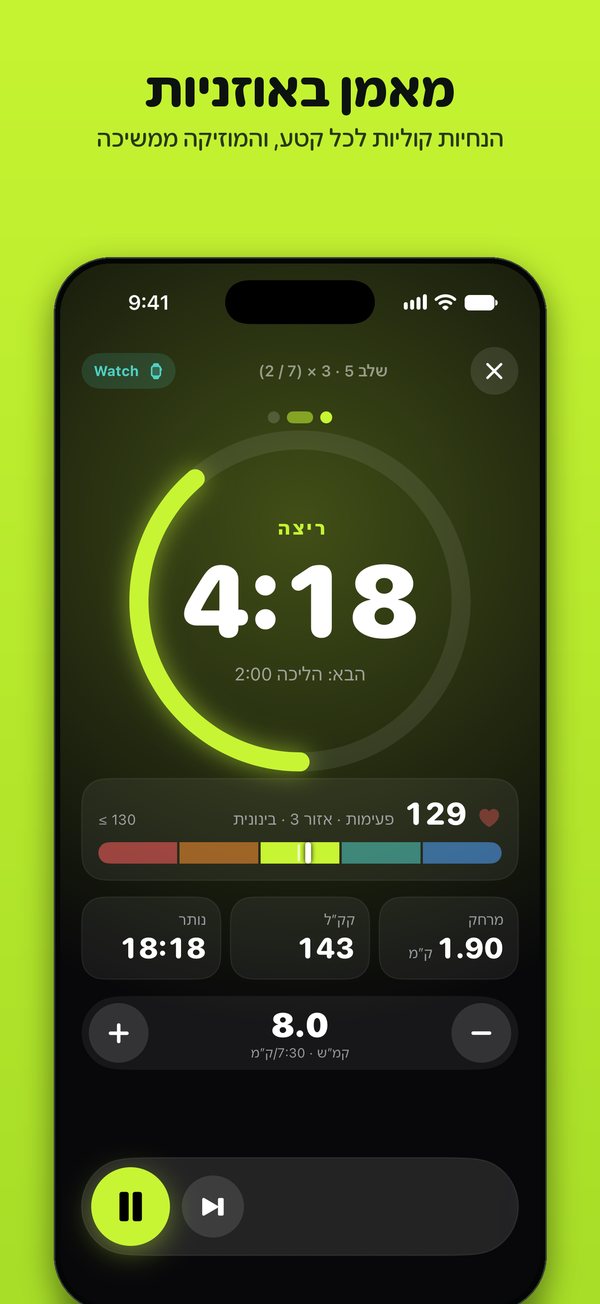 מאמן באוזניות
הנחיות קוליות לכל קטע, והמוזיקה ממשיכה
9:41
Watch
שלב 5 · 3 × (7 / 2)
ריצה
4:18
הבא: הליכה 2:00
129 פעימות · אזור 3 · בינונית
≤ 130
מרחק
1.90 ק״מ
קק״ל
143
נותר
18:18
8.0
קמ״ש · 7:30/ק״מ